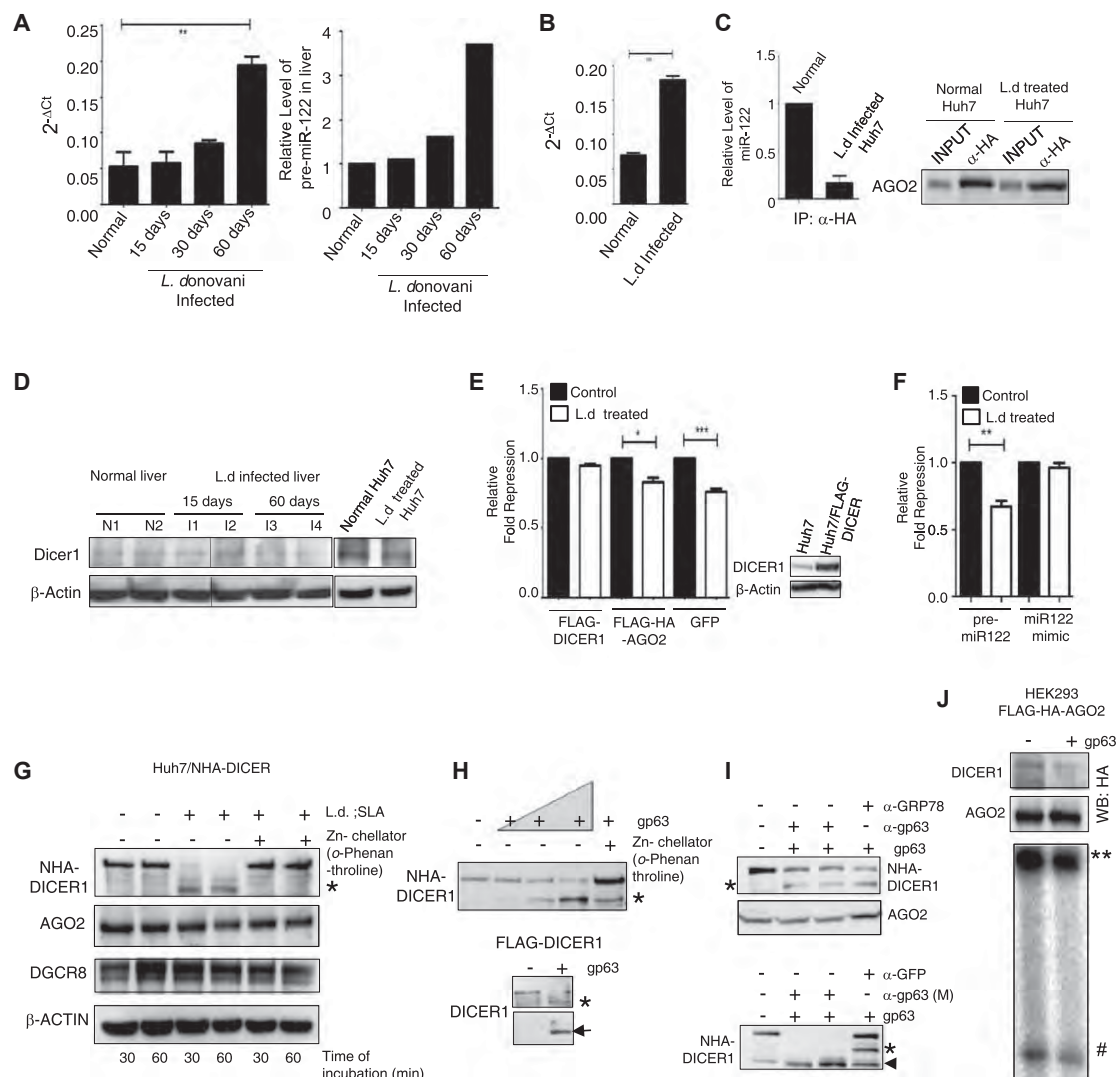 A
0.25
0.20
0.15
0.10
0.05
0.00
2-ΔCt
**
Normal
15 days
30 days
60 days
L. donovani
Infected
Relative Level of
pre-miR-122 in liver
4
3
2
1
0
Normal
15 days
30 days
60 days
L. donovani
Infected
B
2-ΔCt
0.20
0.15
0.10
0.05
0.00
Normal
L.d Infected
C
Relative Level of
miR-122
1.5
1
0.5
0
Normal
L.d Infected
Huh7
IP: α-HA
Normal
Huh7
L.d treated
Huh7
INPUT
α-HA
INPUT
α-HA
AGO2
D
Normal liver
L.d infected liver
15 days
60 days
N1 N2 I1 I2 I3 I4
Normal Huh7
L.d treated
Huh7
Dicer1
β-Actin
E
Relative
Fold Repression
1.5
1.0
0.5
0.0
Control
L.d treated
*
***
FLAG-
DICER1
FLAG-HA
-AGO2
GFP
Huh7
Huh7/FLAG-
DICER
DICER1
β-Actin
F
Relative
Fold Repression
1.5
1.0
0.5
0.0
Control
L.d treated
**
pre-
miR122
miR122
mimic
G
Huh7/NHA-DICER
- - + + + + L.d. ;SLA
- - - - + + Zn- chellator
(o-Phenan
-throline)
NHA-
DICER1
*
AGO2
DGCR8
β-ACTIN
30 60 30 60 30 60
Time of
incubation (min)
H
- + + + + gp63
- - - - + Zn- chellator
(o-Phenan
throline)
NHA-
DICER1
*
FLAG-DICER1
- + gp63
DICER1
*
I
- - - + α-GRP78
- + + - α-gp63
- + + + gp63
NHA-
DICER1
*
AGO2
- - - + α-GFP
- + + - α-gp63 (M)
- + + + gp63
NHA-
DICER1
*
J
HEK293
FLAG-HA-AGO2
- + gp63
DICER1
AGO2
WB: HA
**
#